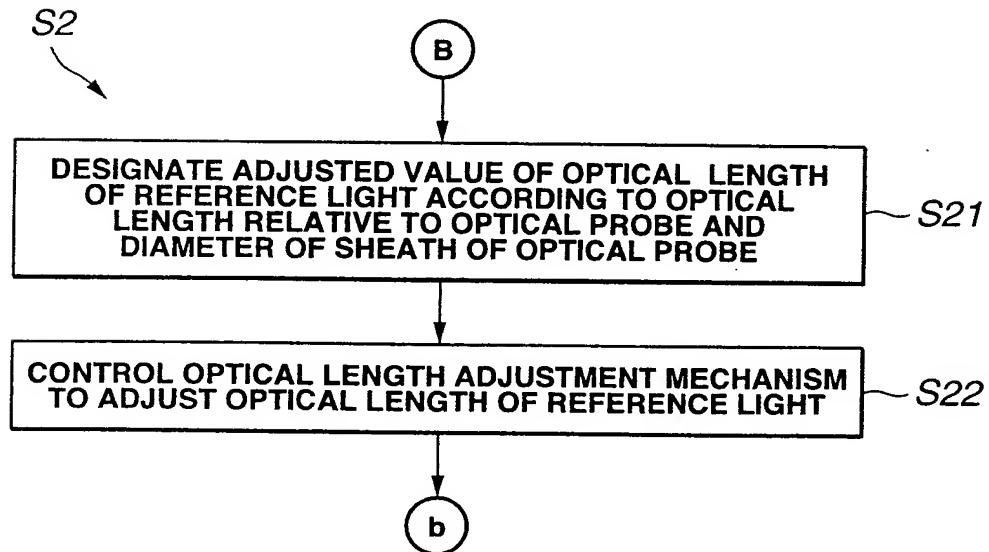 S2
B
DESIGNATE ADJUSTED VALUE OF OPTICAL LENGTH
OF REFERENCE LIGHT ACCORDING TO OPTICAL
LENGTH RELATIVE TO OPTICAL PROBE AND
DIAMETER OF SHEATH OF OPTICAL PROBE
S21
CONTROL OPTICAL LENGTH ADJUSTMENT MECHANISM
TO ADJUST OPTICAL LENGTH OF REFERENCE LIGHT
S22
b